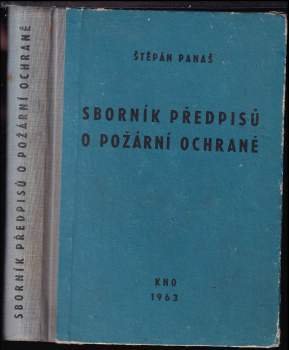 SBORNÍK PŘEDPISŮ O POŽÁRNÍ OCHRANĚ
ŠTĚPÁN PANAŠ
SBORNÍK PŘEDPISŮ
O POŽÁRNÍ OCHRANĚ
KNO
1963